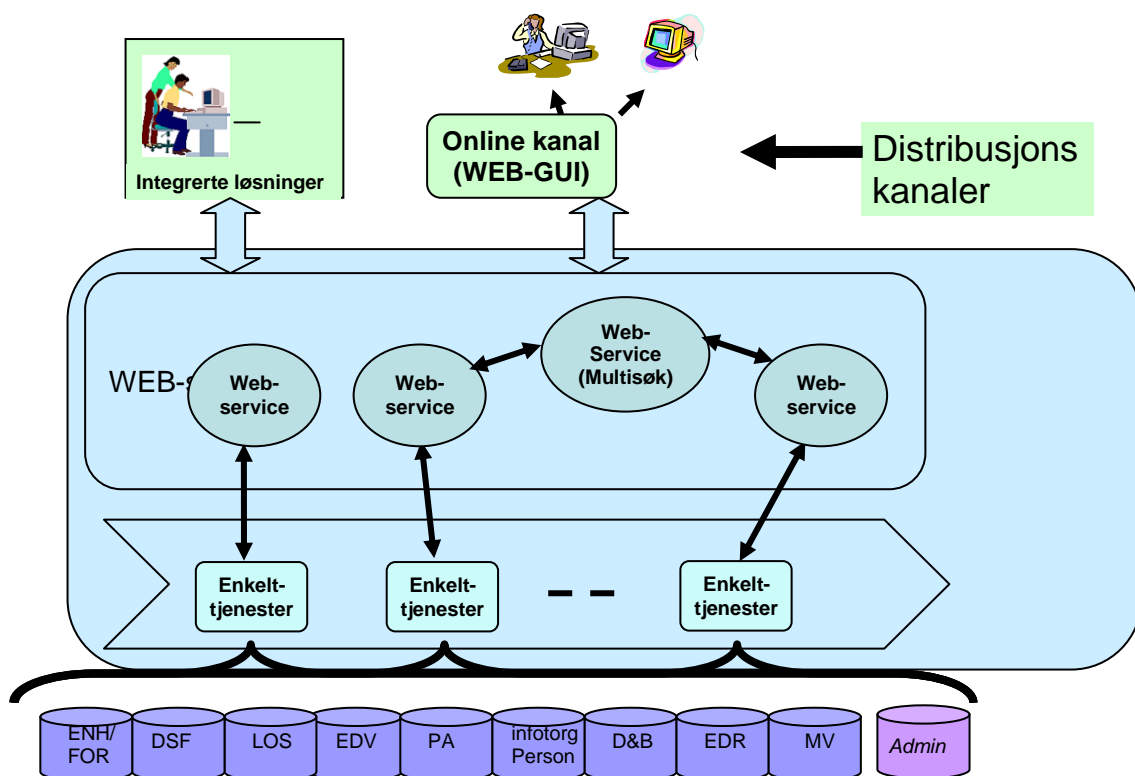 Integrerte løsninger
Online kanal
(WEB-GUI)
Distribusjons
kanaler
WEB-s
Web-
service
Web-
service
Web-
Service
(Multisøk)
Web-
service
Enkelt-
tjenester
Enkelt-
tjenester
Enkelt-
tjenester
ENH/
FOR
DSF
LOS
EDV
PA
infotorg
Person
D&B
EDR
MV
Admin